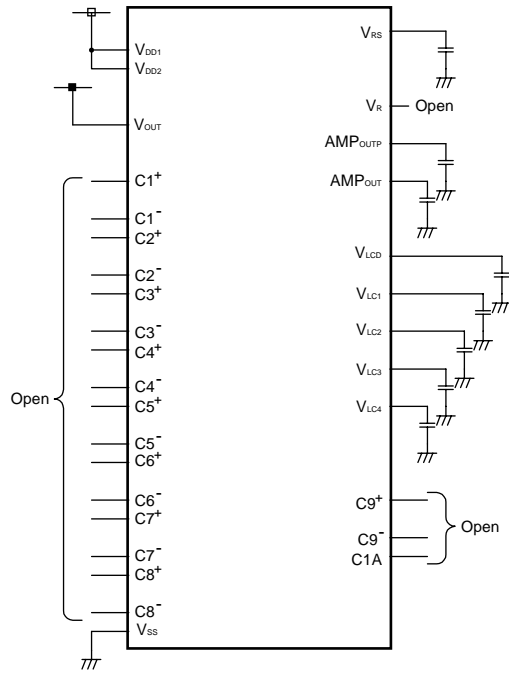 VDD1
VDD2
VOUT
C1+
C1-
C2+
C2-
C3+
C3-
C4+
C4-
C5+
C5-
C6+
C6-
C7+
C7-
C8+
C8-
VSS
Open
VRS
VR
Open
AMPOUTP
AMPOUT
VLCD
VLC1
VLC2
VLC3
VLC4
C9+
C9-
C1A
Open